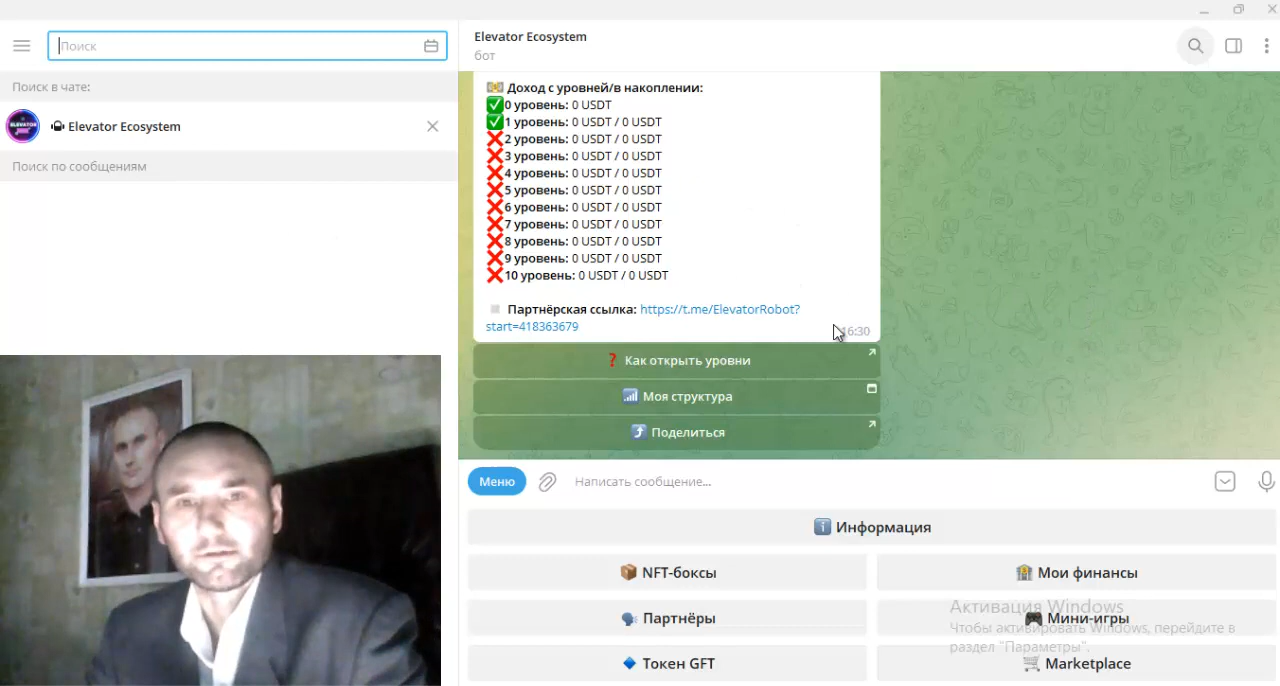 Поиск
Поиск в чате:
Elevator Ecosystem
Поиск по сообщениям
Elevator Ecosystem
бот
Доход с уровней/в накоплении:
0 уровень: 0 USDT
1 уровень: 0 USDT / 0 USDT
2 уровень: 0 USDT / 0 USDT
3 уровень: 0 USDT / 0 USDT
4 уровень: 0 USDT / 0 USDT
5 уровень: 0 USDT / 0 USDT
6 уровень: 0 USDT / 0 USDT
7 уровень: 0 USDT / 0 USDT
8 уровень: 0 USDT / 0 USDT
9 уровень: 0 USDT / 0 USDT
10 уровень: 0 USDT / 0 USDT
Партнёрская ссылка: https://t.me/ElevatorRobot?
start=418363679
16:30
Как открыть уровни
Моя структура
Поделиться
Меню
Написать сообщение...
Информация
NFT-боксы
Мои финансы
Партнёры
Мини-игры
Токен GFT
Marketplace
Активация Windows
Чтобы активировать Windows, перейдите в
раздел "Параметры".